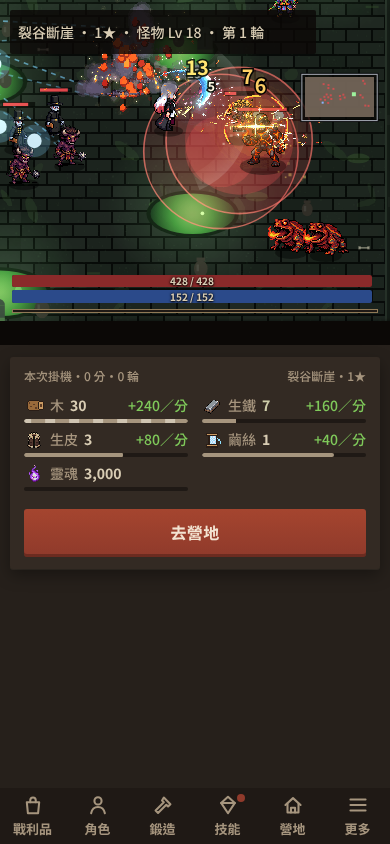 裂谷斷崖 · 1★ · 怪物 Lv 18 · 第 1 輪
13
5
7
6
428 / 428
152 / 152
本次掛機 · 0 分 · 0 輪
裂谷斷崖 · 1★
木 30 +240／分
生鐵 7 +160／分
生皮 3 +80／分
繭絲 1 +40／分
靈魂 3,000
去營地
戰利品 角色 鍛造 技能 營地 更多